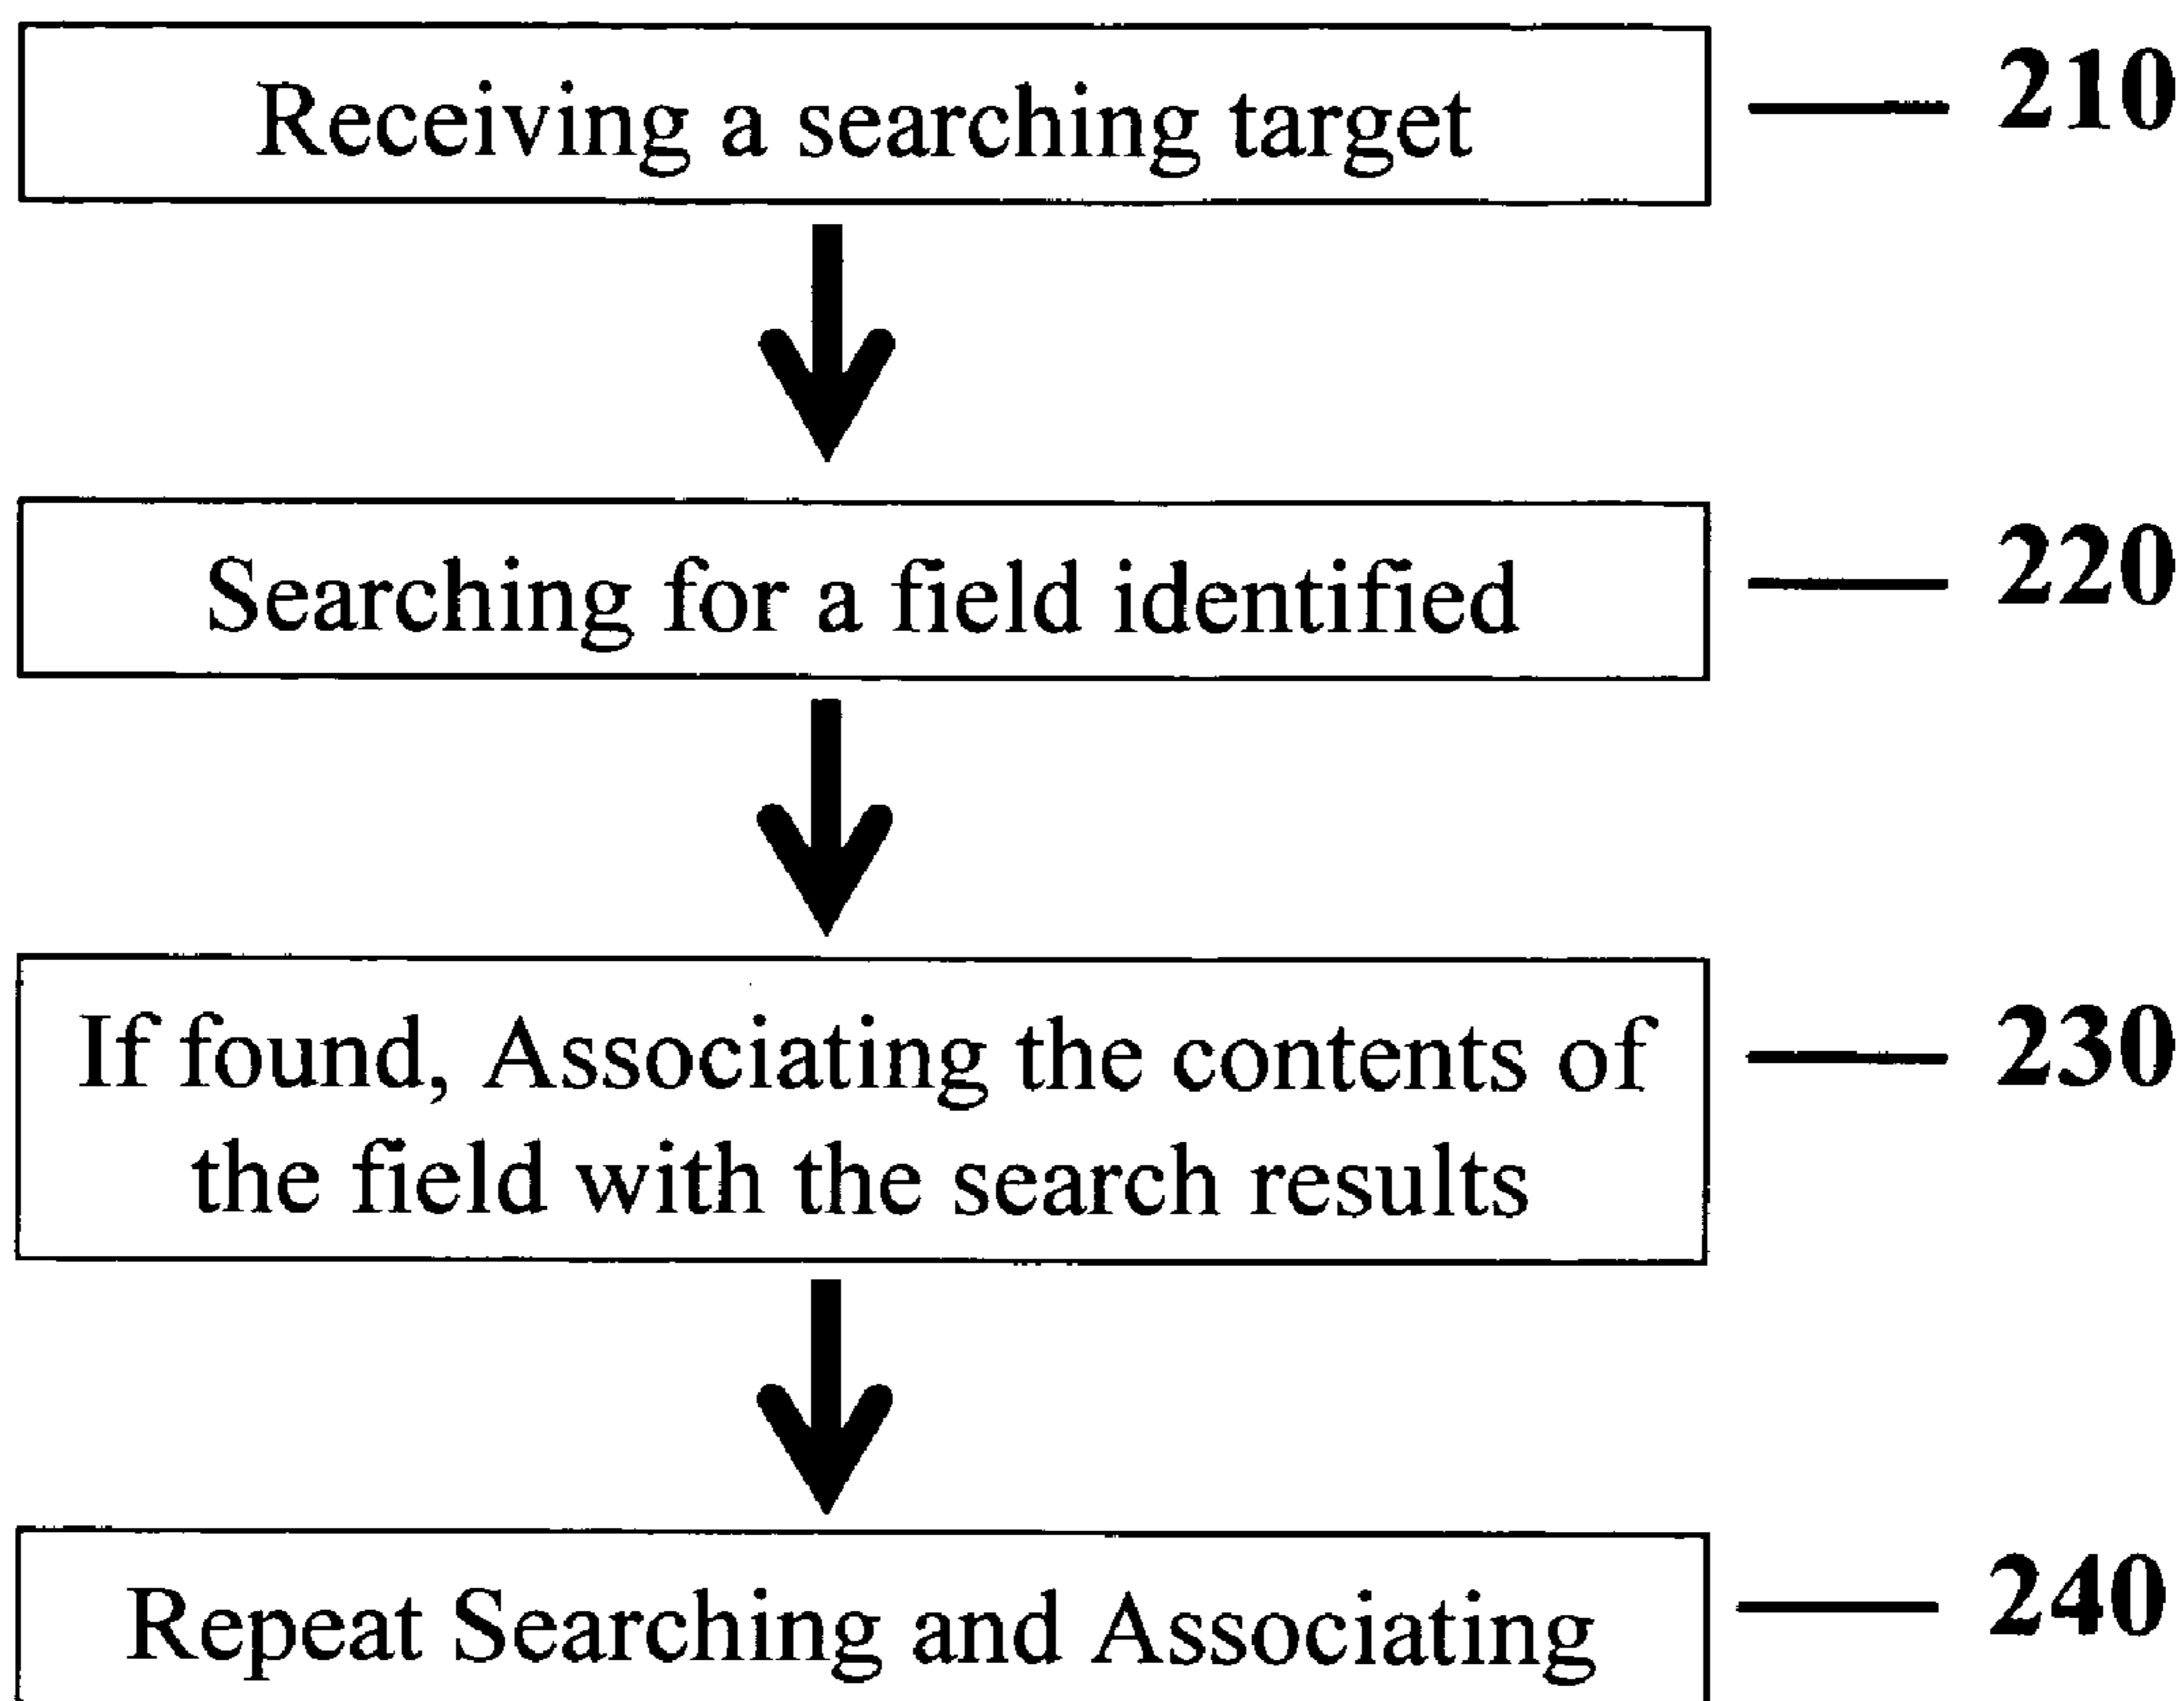 Receiving a searching target 210
Searching for a field identified 220
If found, Associating the contents of 230
the field with the search results
Repeat Searching and Associating 240